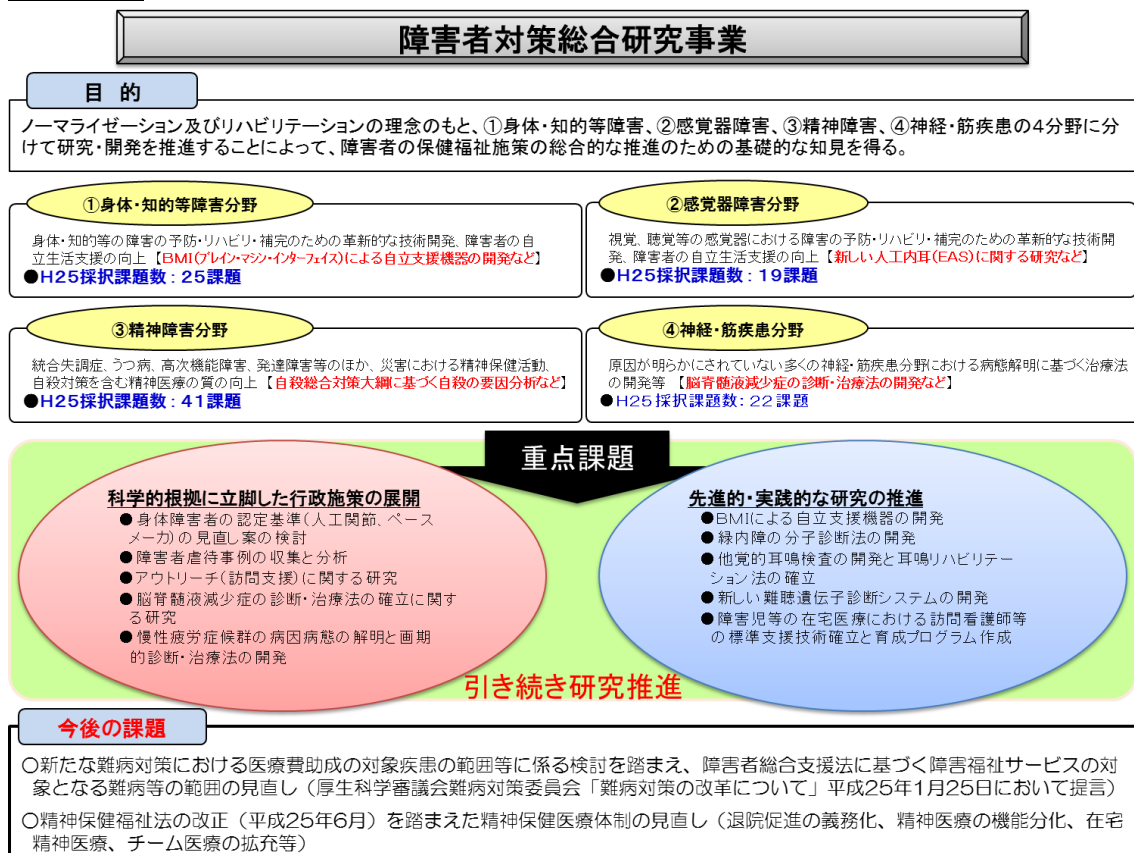 障害者対策総合研究事業
目 的
ノーマライゼーション及びリハビリテーションの理念のもと、①身体・知的等障害、②感覚器障害、③精神障害、④神経・筋疾患の4分野に分
けて研究・開発を推進することによって、障害者の保健福祉施策の総合的な推進のための基礎的な知見を得る。
①身体・知的等障害分野
身体・知的等の障害の予防・リハビリ・補完のための革新的な技術開発、障害者の自
立生活支援の向上【BMI(ブレイン・マシン・インターフェイス)による自立支援機器の開発など】
●H25採択課題数：25課題
②感覚器障害分野
視覚、聴覚等の感覚器における障害の予防・リハビリ・補完のための革新的な技術開
発、障害者の自立生活支援の向上【新しい人工内耳(EAS)に関する研究など】
●H25採択課題数：19課題
③精神障害分野
統合失調症、うつ病、高次機能障害、発達障害等のほか、災害における精神保健活動、
自殺対策を含む精神医療の質の向上【自殺総合対策大綱に基づく自殺の要因分析など】
●H25採択課題数：41課題
④神経・筋疾患分野
原因が明らかにされていない多くの神経・筋疾患分野における病態解明に基づく治療法
の開発等 【脳脊髄液減少症の診断・治療法の開発など】
●H25採択課題数：22課題
重点課題
科学的根拠に立脚した行政施策の展開
●身体障害者の認定基準(人工関節、ペース
メーカ)の見直し案の検討
●障害者虐待事例の収集と分析
●アウトリーチ(訪問支援)に関する研究
●脳脊髄液減少症の診断・治療法の確立に関す
る研究
●慢性疲労症候群の病因病態の解明と画期
的診断・治療法の開発
先進的・実践的な研究の推進
●BMIによる自立支援機器の開発
●緑内障の分子診断法の開発
●他覚的耳鳴検査の開発と耳鳴リハビリテー
ション法の確立
●新しい難聴遺伝子診断システムの開発
●障害児等の在宅医療における訪問看護師等
の標準支援技術確立と育成プログラム作成
引き続き研究推進
今後の課題
○新たな難病対策における医療費助成の対象疾患の範囲等に係る検討を踏まえ、障害者総合支援法に基づく障害福祉サービスの対
象となる難病等の範囲の見直し（厚生科学審議会難病対策委員会「難病対策の改革について」平成25年1月25日において提言）
○精神保健福祉法の改正（平成25年6月）を踏まえた精神保健医療体制の見直し（退院促進の義務化、精神医療の機能分化、在宅
精神医療、チーム医療の拡充等）